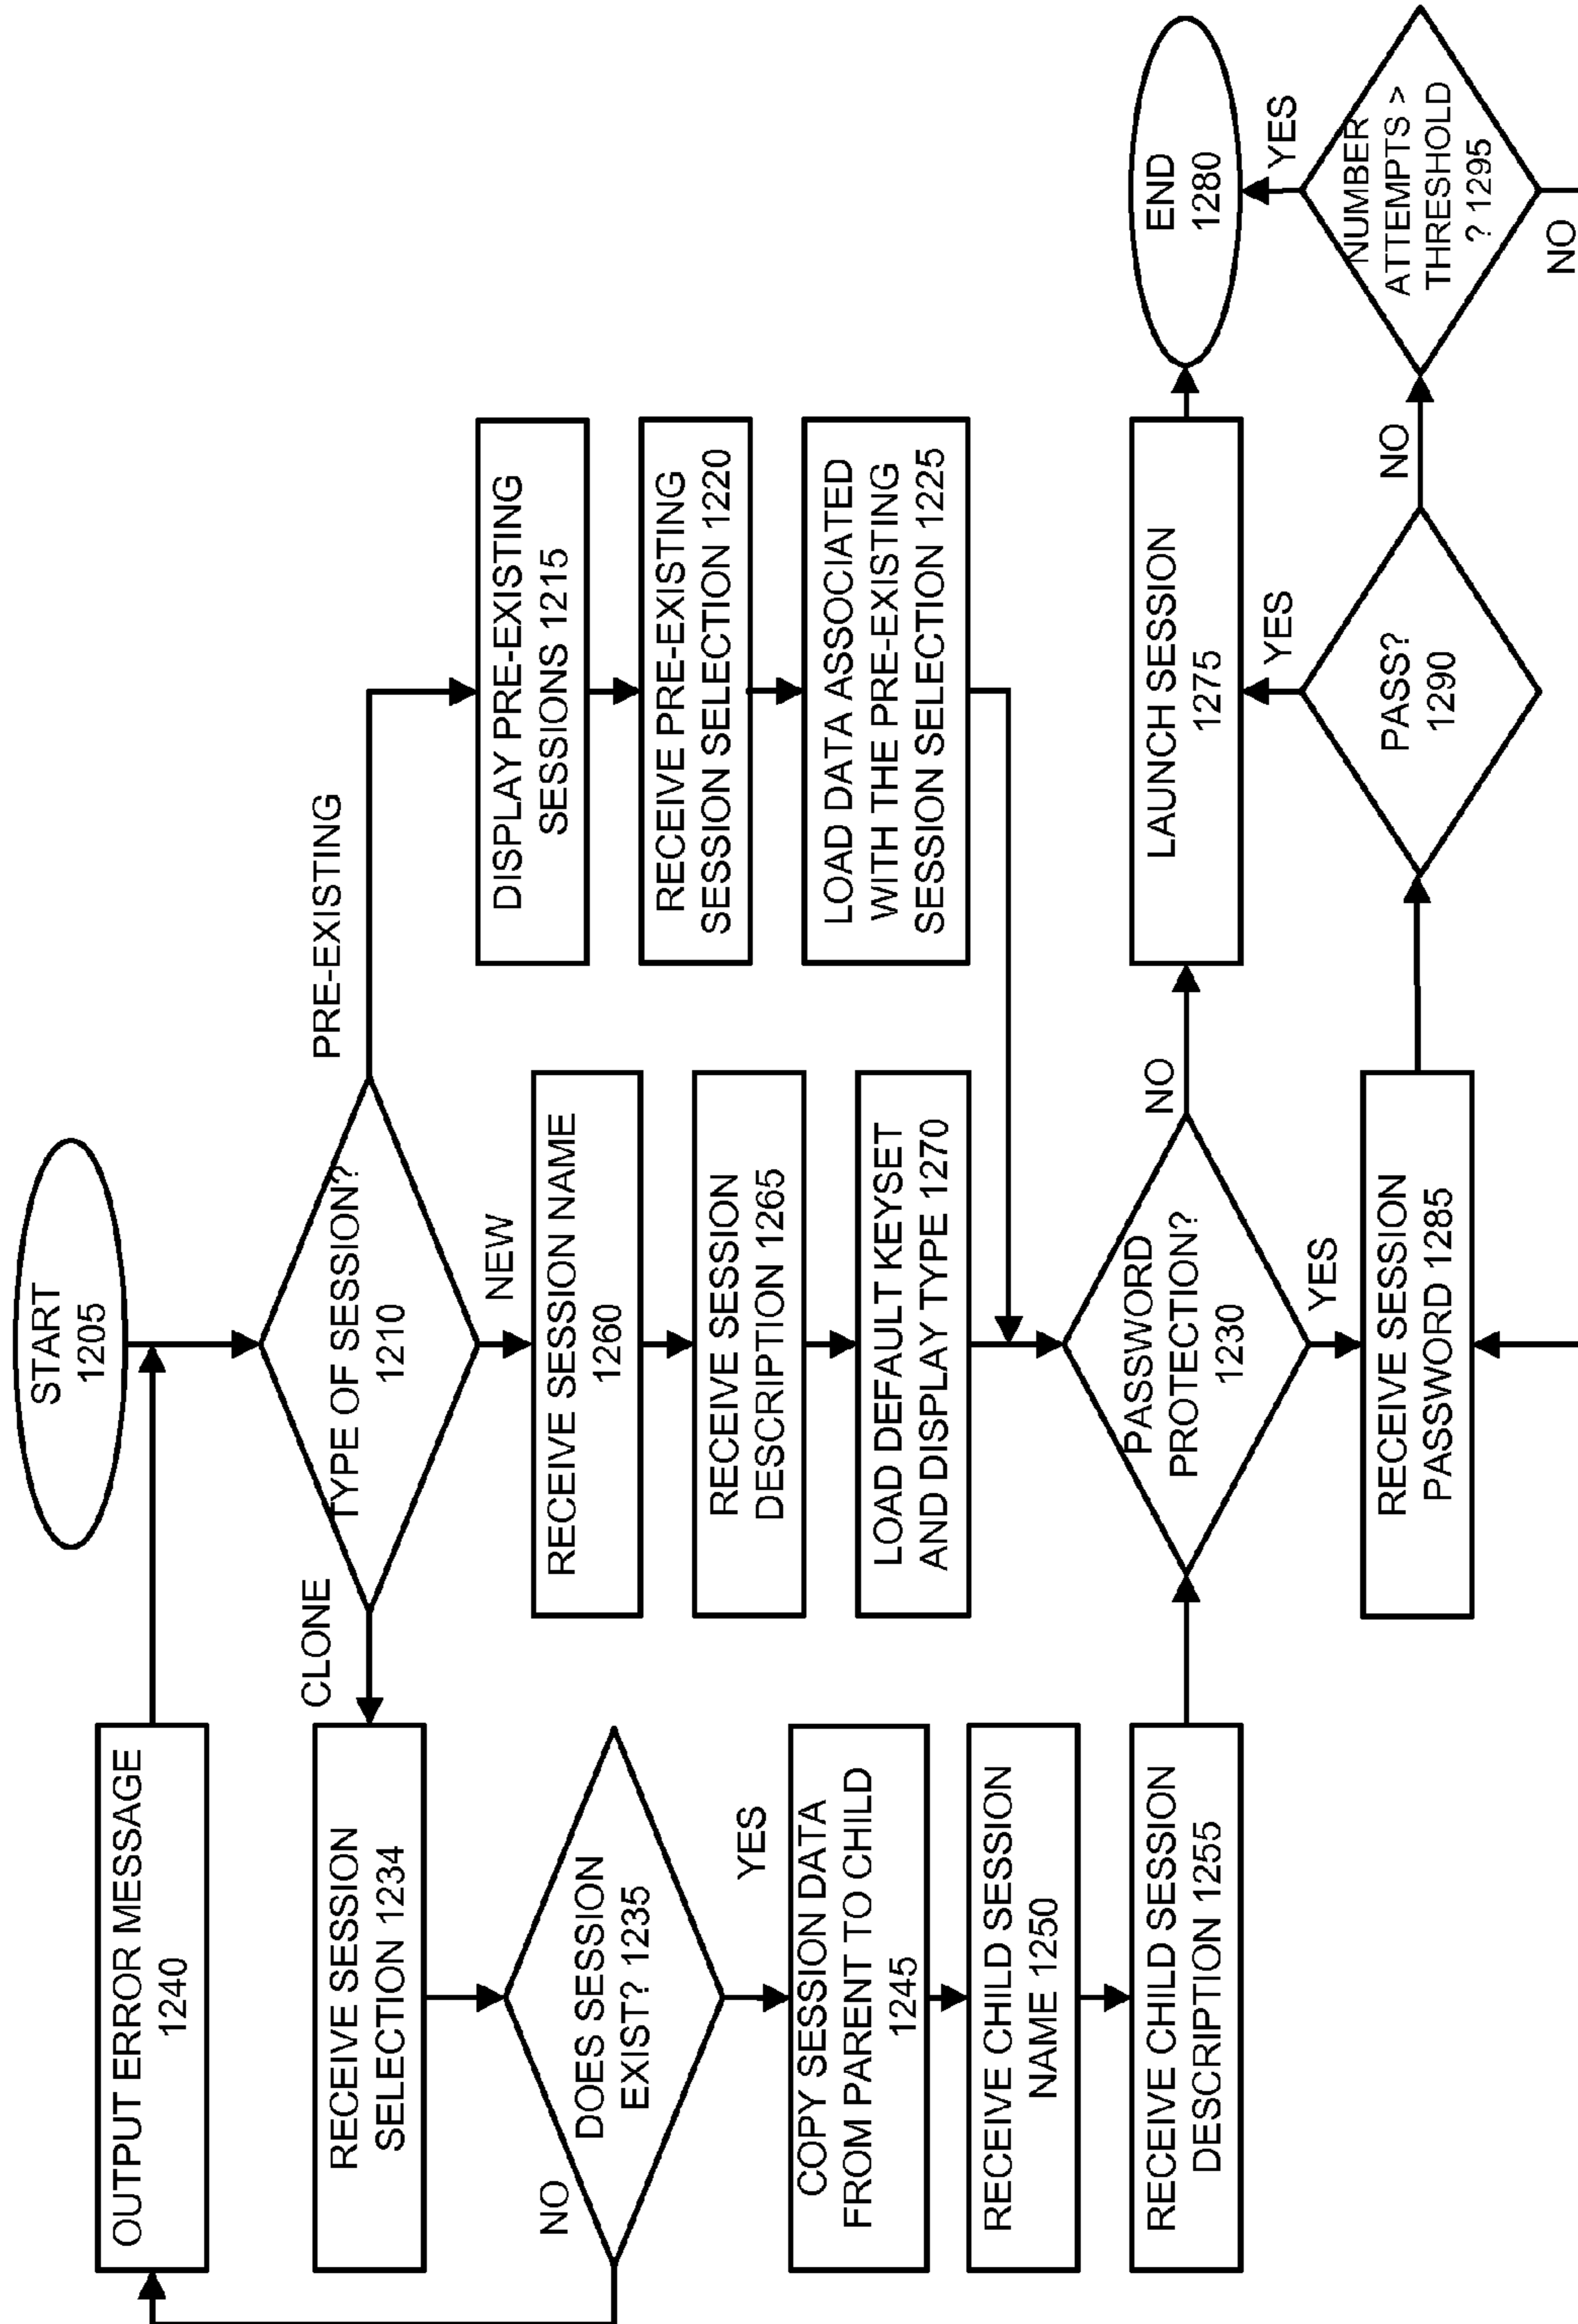 START
1205
OUTPUT ERROR MESSAGE
1240
TYPE OF SESSION?
1210
CLONE
NEW
PRE-EXISTING
RECEIVE SESSION
SELECTION 1234
DOES SESSION
EXIST? 1235
NO
YES
COPY SESSION DATA
FROM PARENT TO CHILD
1245
RECEIVE CHILD SESSION
NAME 1250
RECEIVE CHILD SESSION
DESCRIPTION 1255
RECEIVE SESSION NAME
1260
RECEIVE SESSION
DESCRIPTION 1265
LOAD DEFAULT KEYSET
AND DISPLAY TYPE 1270
DISPLAY PRE-EXISTING
SESSIONS 1215
RECEIVE PRE-EXISTING
SESSION SELECTION 1220
LOAD DATA ASSOCIATED
WITH THE PRE-EXISTING
SESSION SELECTION 1225
PASSWORD
PROTECTION?
1230
NO
YES
LAUNCH SESSION
1275
END
1280
RECEIVE SESSION
PASSWORD 1285
PASS?
1290
YES
NO
NUMBER
ATTEMPTS >
THRESHOLD
? 1295
YES
NO